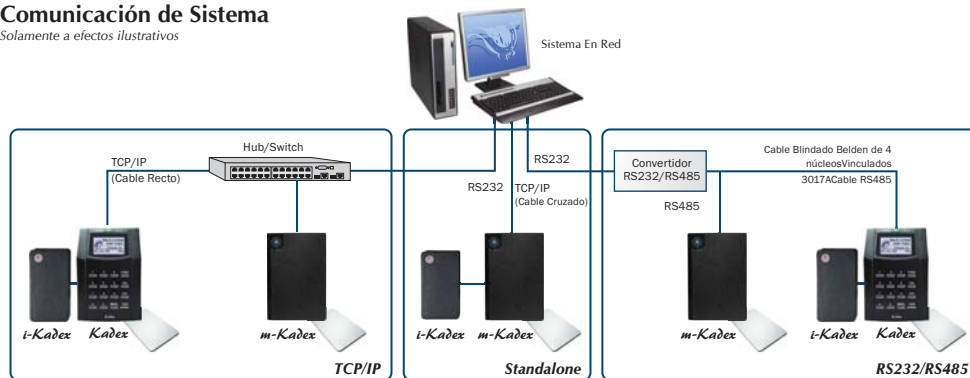 Comunicación de Sistema
Solamente a efectos ilustrativos
Sistema En Red
Hub/Switch
TCP/IP
(Cable Recto)
i-Kadex
Kadex
m-Kadex
TCP/IP
RS232
TCP/IP
(Cable Cruzado)
RS232
i-Kadex
m-Kadex
Standalone
Convertidor
RS232/RS485
RS485
Cable Blindado Belden de 4
núcleosVinculados
3017ACable RS485
m-Kadex
i-Kadex
Kadex
RS232/RS485